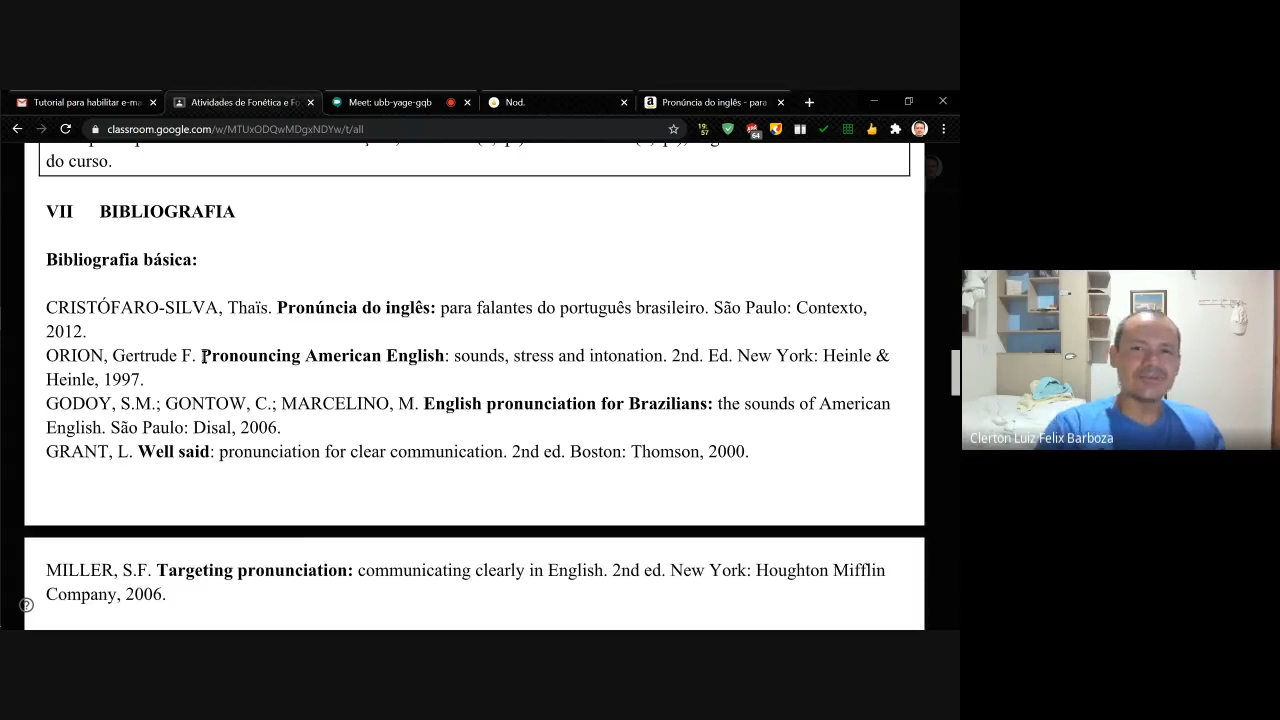 Tutorial para habilitar e-ma
Atividades de Fonética e Fo
Meet: ubb-yage-gqb
Nod.
Pronúncia do inglês - para
classroom.google.com/w/MTUxODQwMDgxNDYw/t/all
19:57
64
do curso.
VII BIBLIOGRAFIA
Bibliografia básica:
CRISTÓFARO-SILVA, Thaïs. Pronúncia do inglês: para falantes do português brasileiro. São Paulo: Contexto,
2012.
ORION, Gertrude F. Pronouncing American English: sounds, stress and intonation. 2nd. Ed. New York: Heinle &
Heinle, 1997.
GODOY, S.M.; GONTOW, C.; MARCELINO, M. English pronunciation for Brazilians: the sounds of American
English. São Paulo: Disal, 2006.
GRANT, L. Well said: pronunciation for clear communication. 2nd ed. Boston: Thomson, 2000.
MILLER, S.F. Targeting pronunciation: communicating clearly in English. 2nd ed. New York: Houghton Mifflin
Company, 2006.
Clerton Luiz Felix Barboza